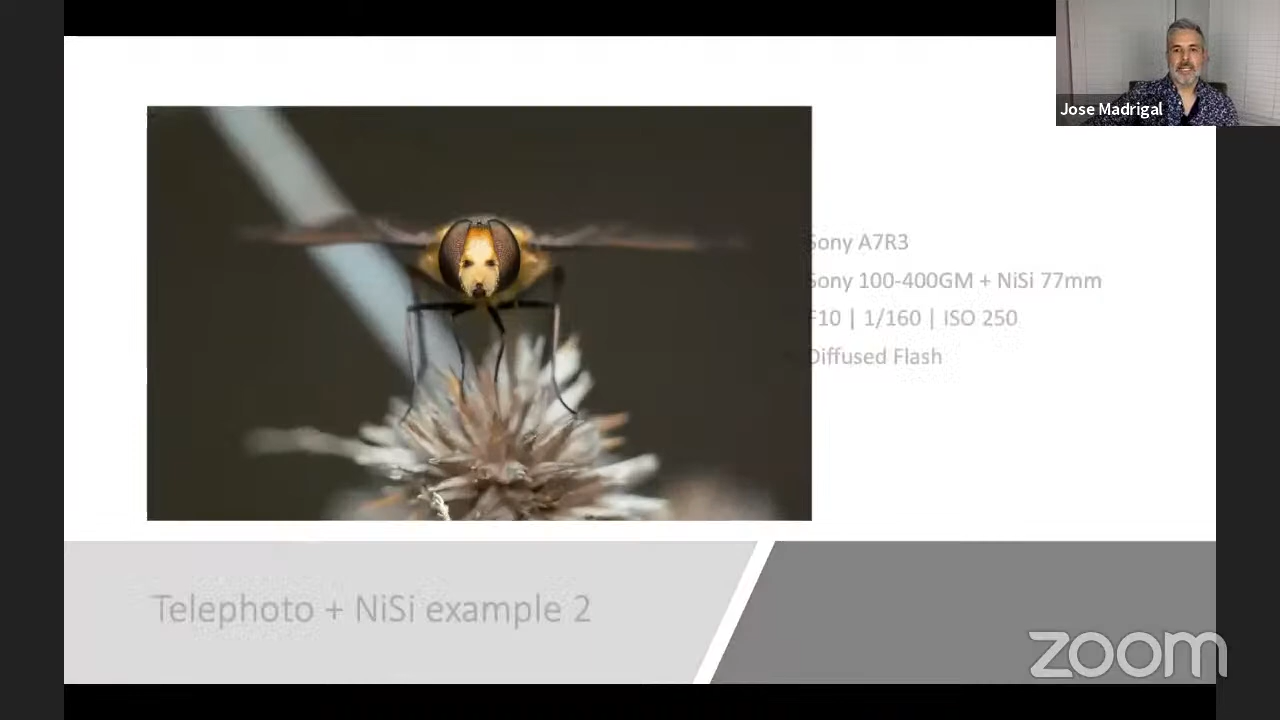 Jose Madrigal
Sony A7R3
Sony 100-400GM + NiSi 77mm
F10 | 1/160 | ISO 250
Diffused Flash
Telephoto + NiSi example 2
zoom